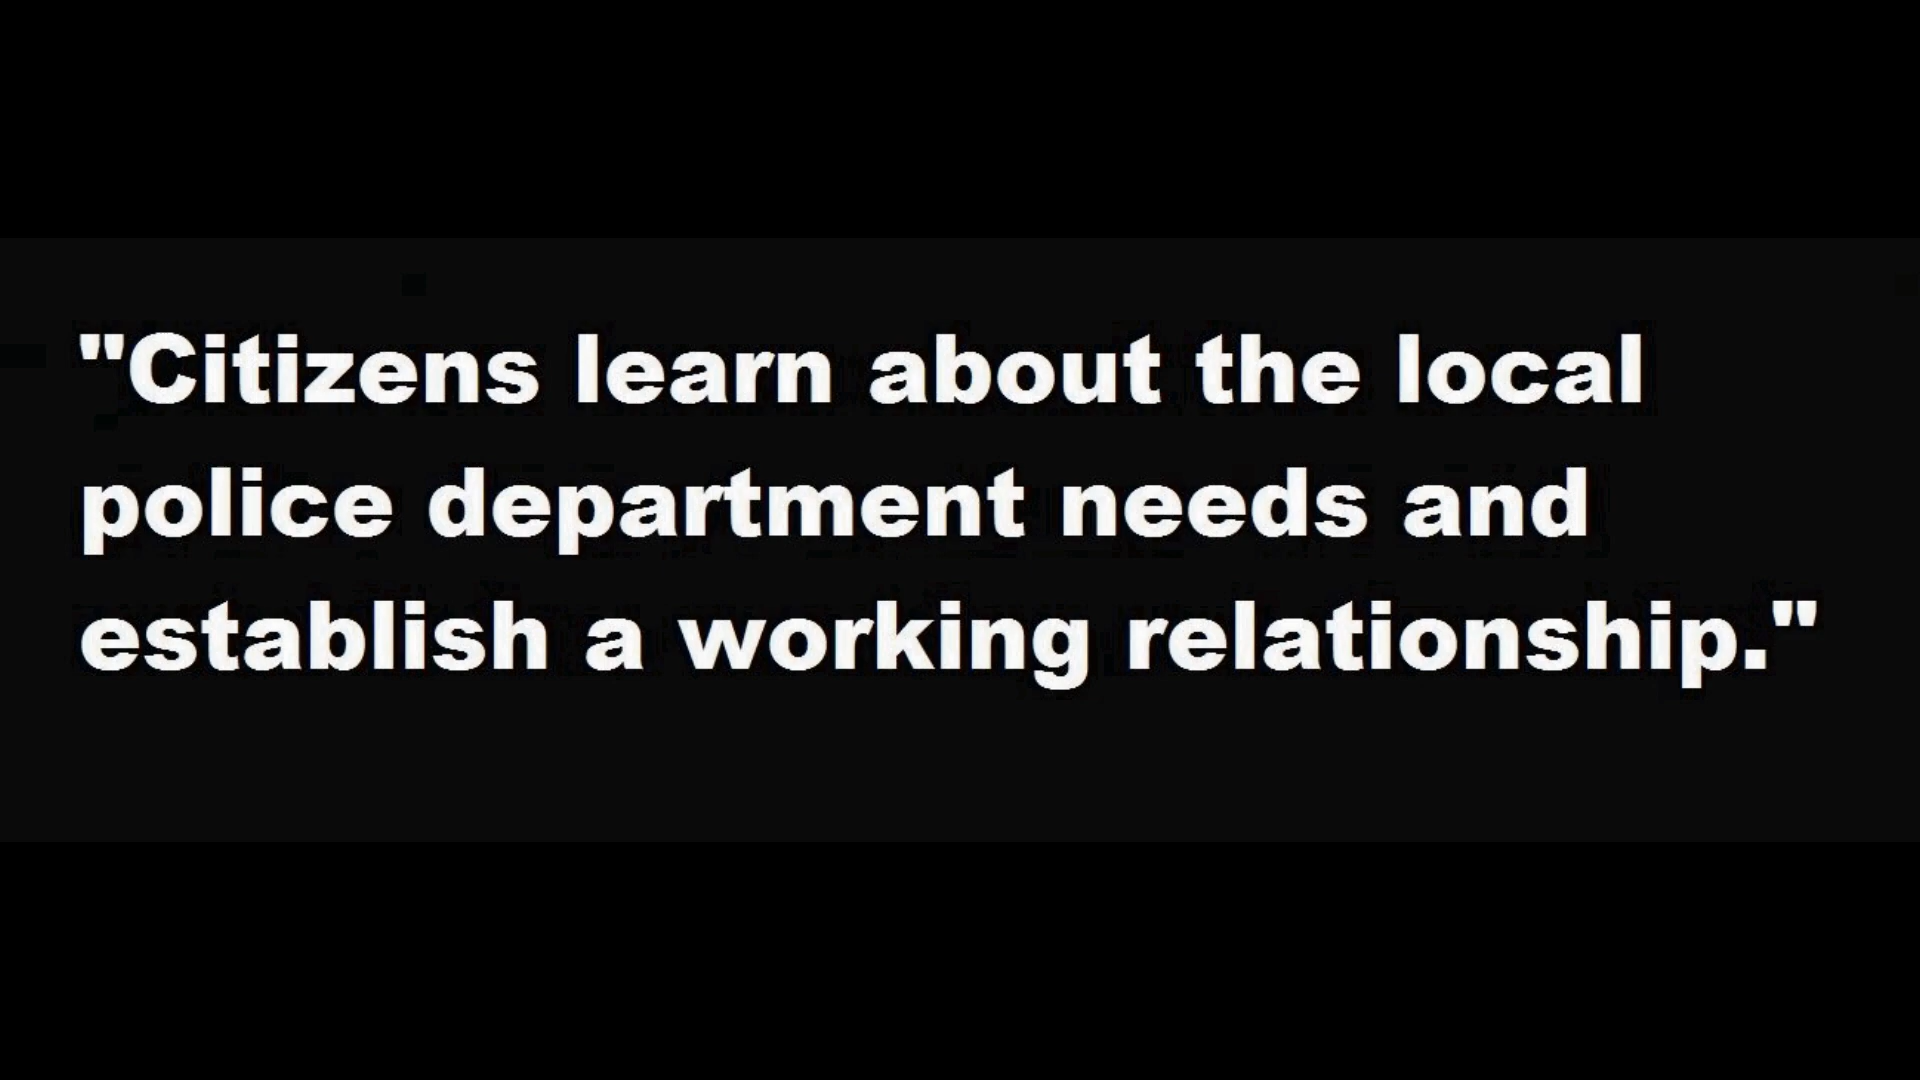 "Citizens learn about the local
police department needs and
establish a working relationship."